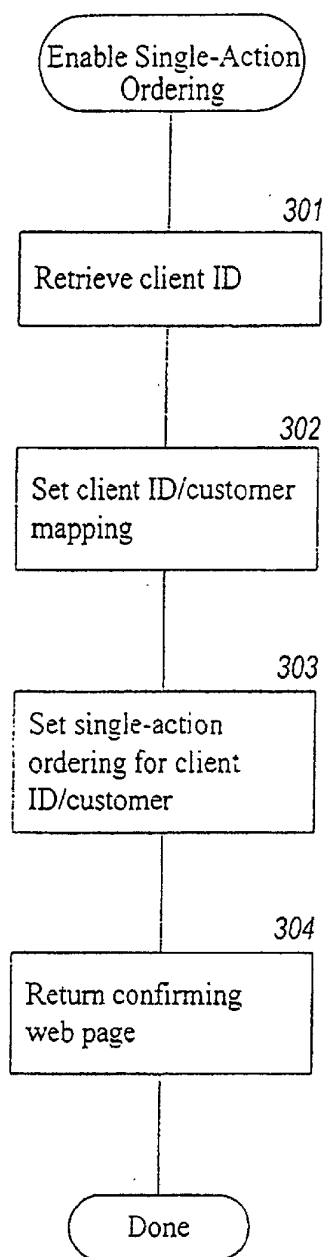 Enable Single-Action
Ordering
301
Retrieve client ID
302
Set client ID/customer
mapping
303
Set single-action
ordering for client
ID/customer
304
Return confirming
web page
Done